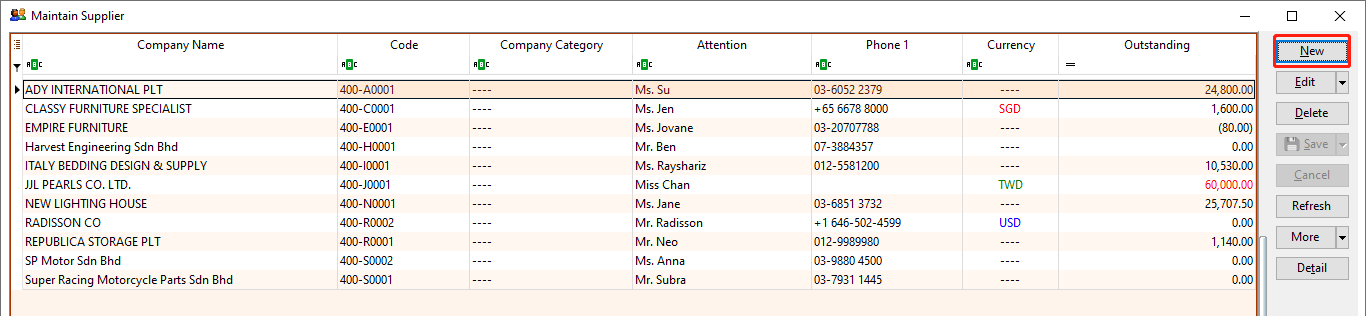 Maintain Supplier
Company Name Code Company Category Attention Phone 1 Currency Outstanding
ABC ABC ABC ABC ABC ABC =
ADY INTERNATIONAL PLT 400-A0001 ---- Ms. Su 03-6052 2379 ---- 24,800.00
CLASSY FURNITURE SPECIALIST 400-C0001 ---- Ms. Jen +65 6678 8000 SGD 1,600.00
EMPIRE FURNITURE 400-E0001 ---- Ms. Jovane 03-20707788 ---- (80.00)
Harvest Engineering Sdn Bhd 400-H0001 ---- Mr. Ben 07-3884357 ---- 0.00
ITALY BEDDING DESIGN & SUPPLY 400-I0001 ---- Ms. Rayshariz 012-5581200 ---- 10,530.00
JJL PEARLS CO. LTD. 400-J0001 ---- Miss Chan TWD 60,000.00
NEW LIGHTING HOUSE 400-N0001 ---- Ms. Jane 03-6851 3732 ---- 25,707.50
RADISSON CO 400-R0002 ---- Mr. Radisson +1 646-502-4599 USD 0.00
REPUBLICA STORAGE PLT 400-R0001 ---- Mr. Neo 012-9989980 ---- 1,140.00
SP Motor Sdn Bhd 400-S0002 ---- Ms. Anna 03-9880 4500 ---- 0.00
Super Racing Motorcycle Parts Sdn Bhd 400-S0001 ---- Mr. Subra 03-7931 1445 ---- 0.00
New
Edit
Delete
Save
Cancel
Refresh
More
Detail